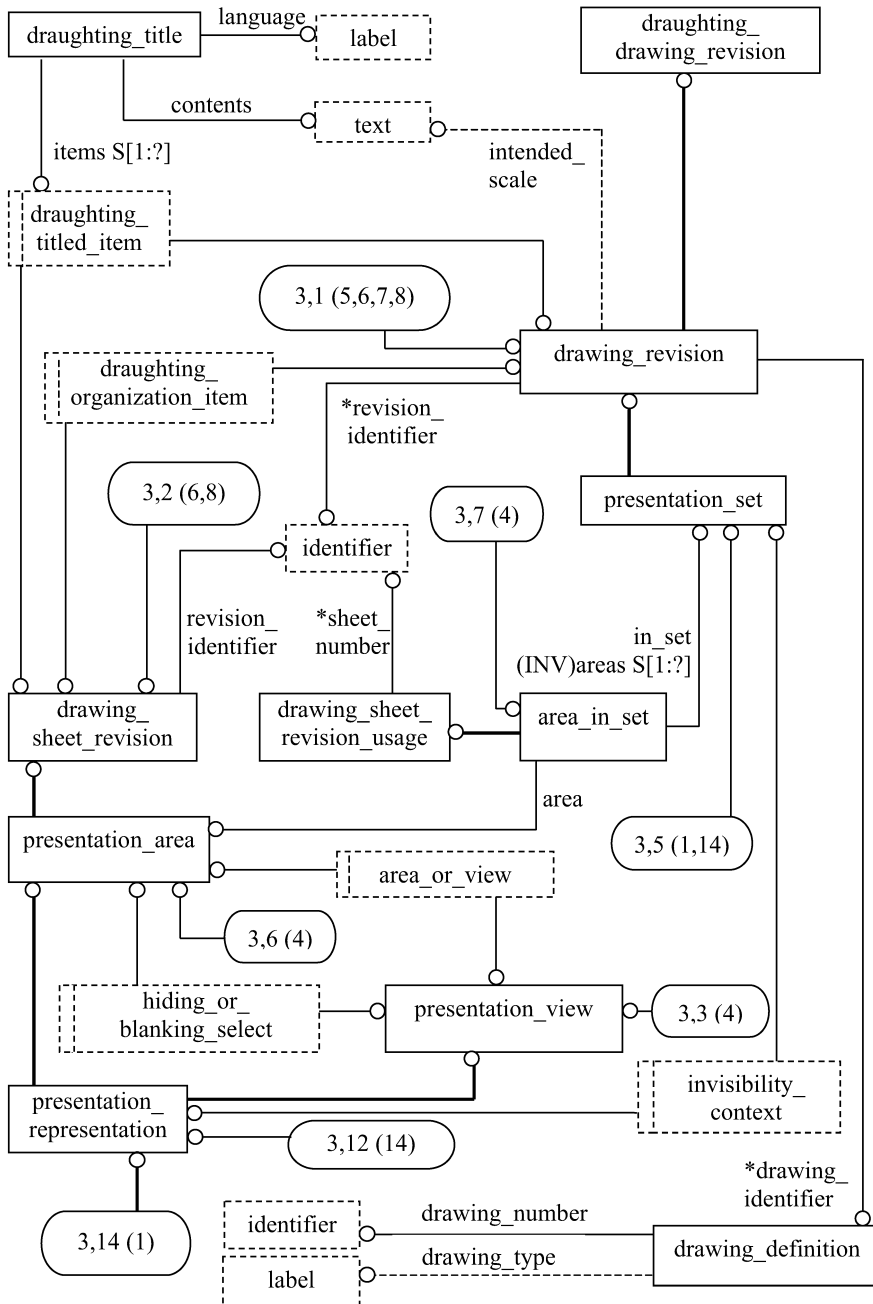 language
draughting_title
label
draughting_
drawing_revision
contents
text
items S[1:?]
intended_
scale
draughting_
titled_item
3,1 (5,6,7,8)
drawing_revision
draughting_
organization_item
*revision_
identifier
3,2 (6,8)
3,7 (4)
presentation_set
identifier
revision_
identifier
*sheet_
number
in_set
(INV)areas S[1:?]
drawing_
sheet_revision
drawing_sheet_
revision_usage
area_in_set
area
presentation_area
3,5 (1,14)
area_or_view
3,6 (4)
hiding_or_
blanking_select
presentation_view
3,3 (4)
presentation_
representation
invisibility_
context
3,12 (14)
*drawing_
identifier
3,14 (1)
identifier
drawing_number
drawing_definition
label
drawing_type